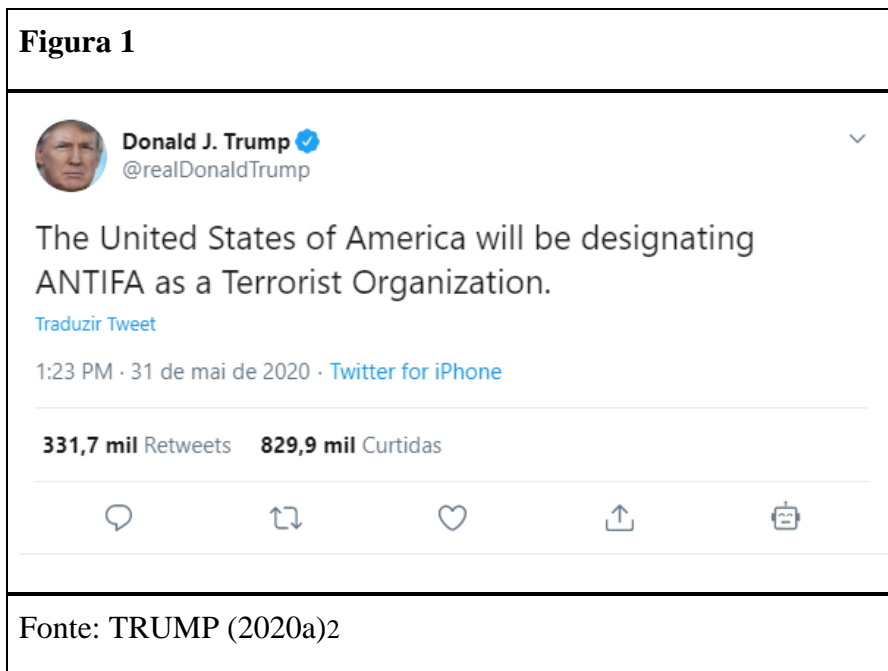 Figura 1
Donald J. Trump
@realDonaldTrump
The United States of America will be designating
ANTIFA as a Terrorist Organization.
Traduzir Tweet
1:23 PM · 31 de mai de 2020 · Twitter for iPhone
331,7 mil Retweets 829,9 mil Curtidas
Fonte: TRUMP (2020a)2